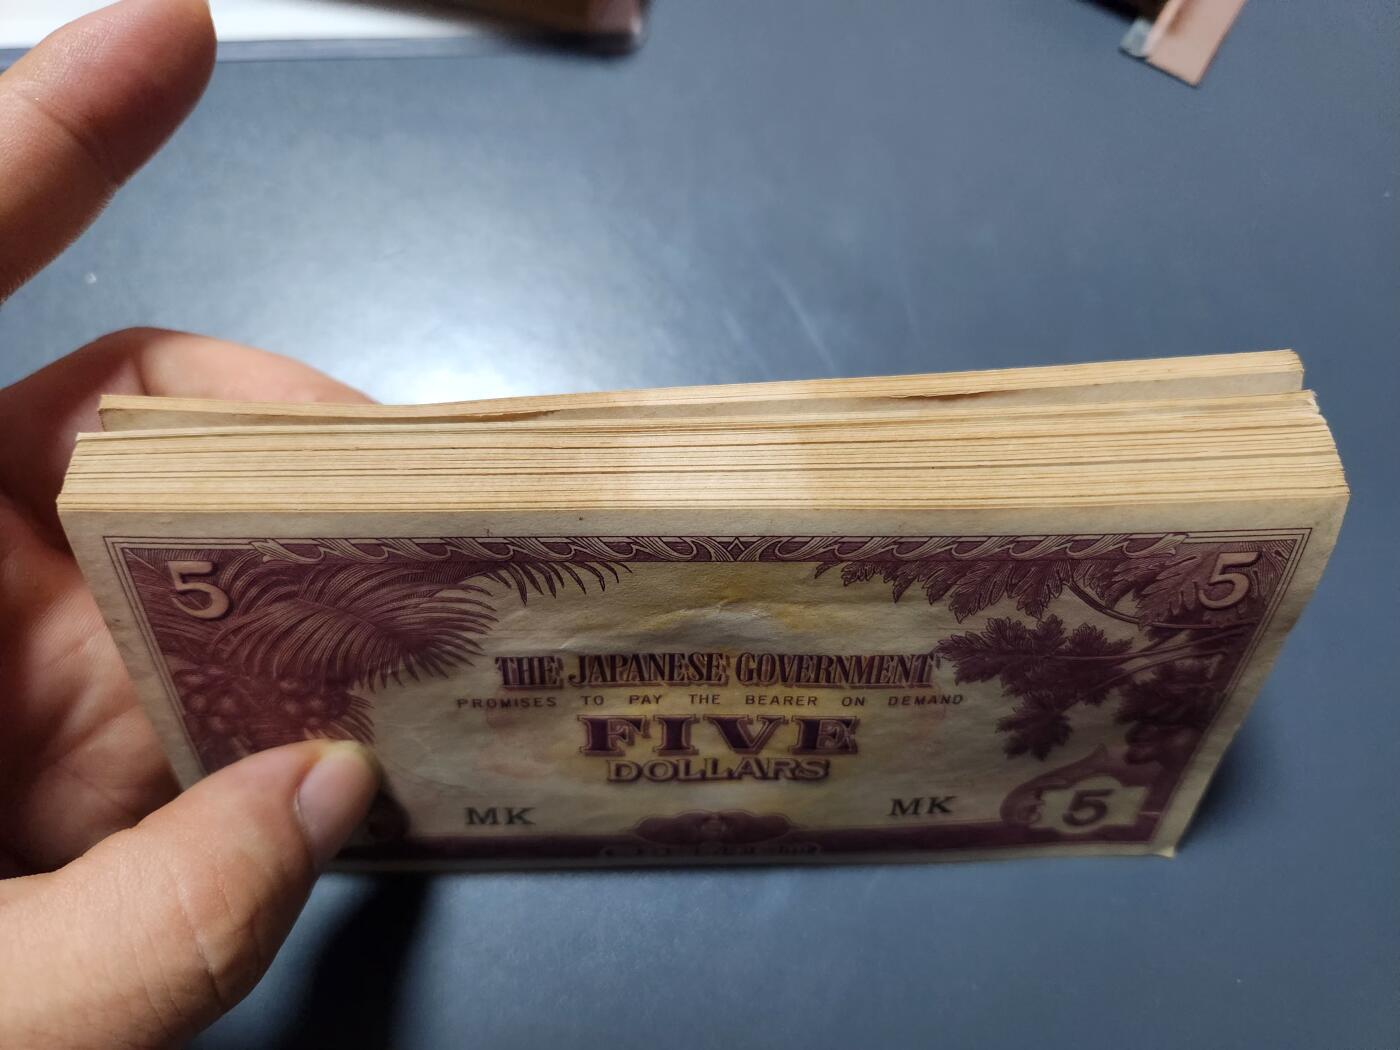 5 5
THE JAPANESE GOVERNMENT
PROMISES TO PAY THE BEARER ON DEMAND
FIVE
DOLLARS
MK MK
5